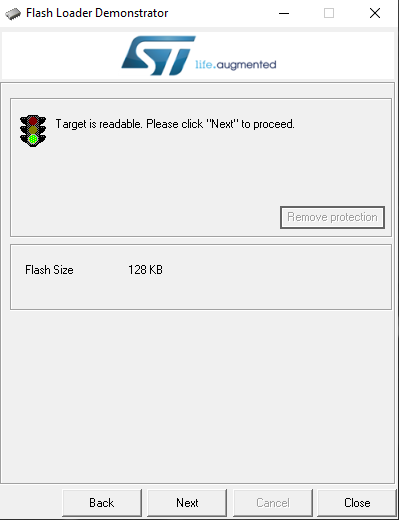 Flash Loader Demonstrator
ST
life.augmented
Target is readable. Please click "Next" to proceed.
Remove protection
Flash Size 128 KB
Back Next Cancel Close